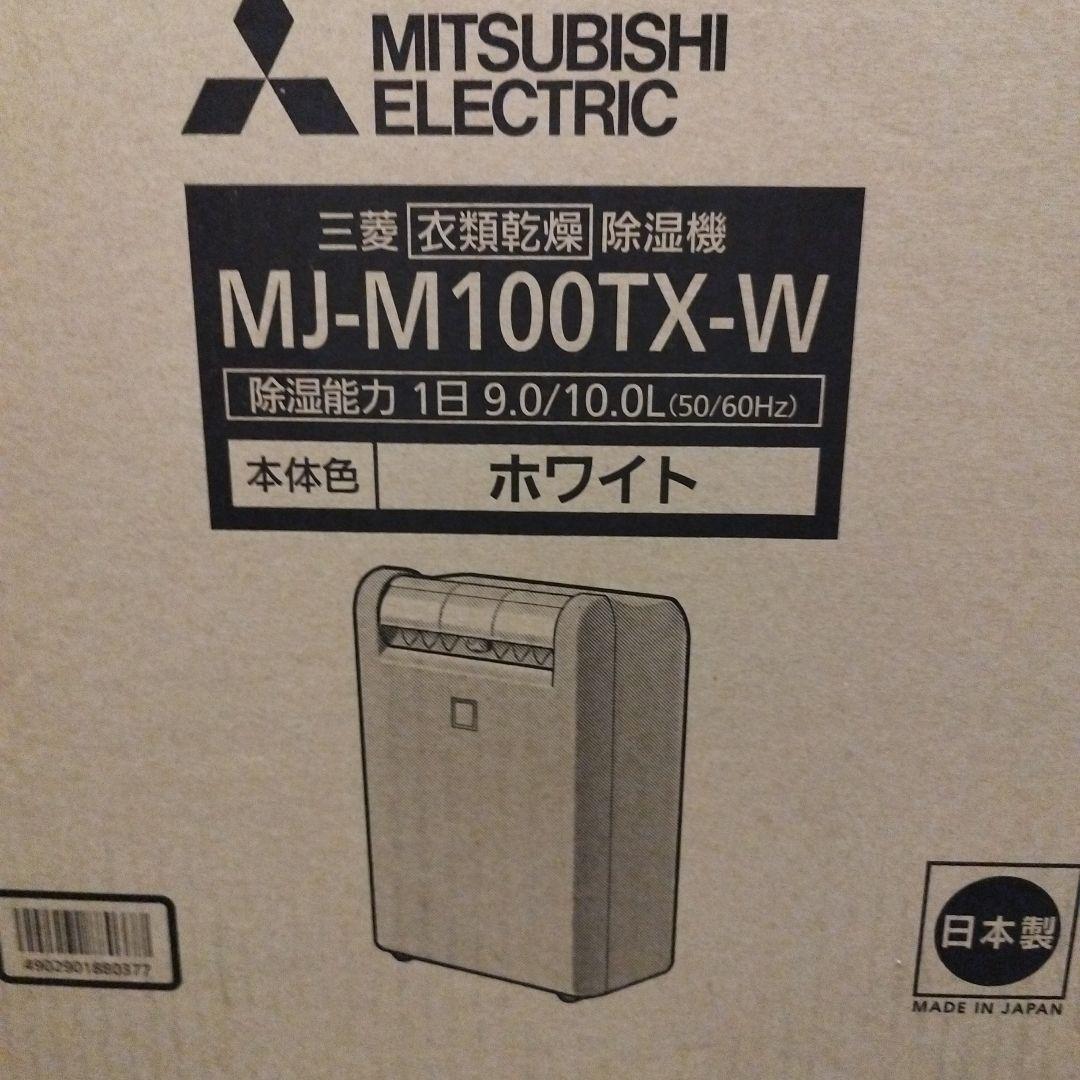 MITSUBISHI
ELECTRIC
三菱 衣類乾燥 除湿機
MJ-M100TX-W
除湿能力 1日 9.0/10.0L(50/60Hz)
本体色 ホワイト
4902901880377
日本製
MADE IN JAPAN